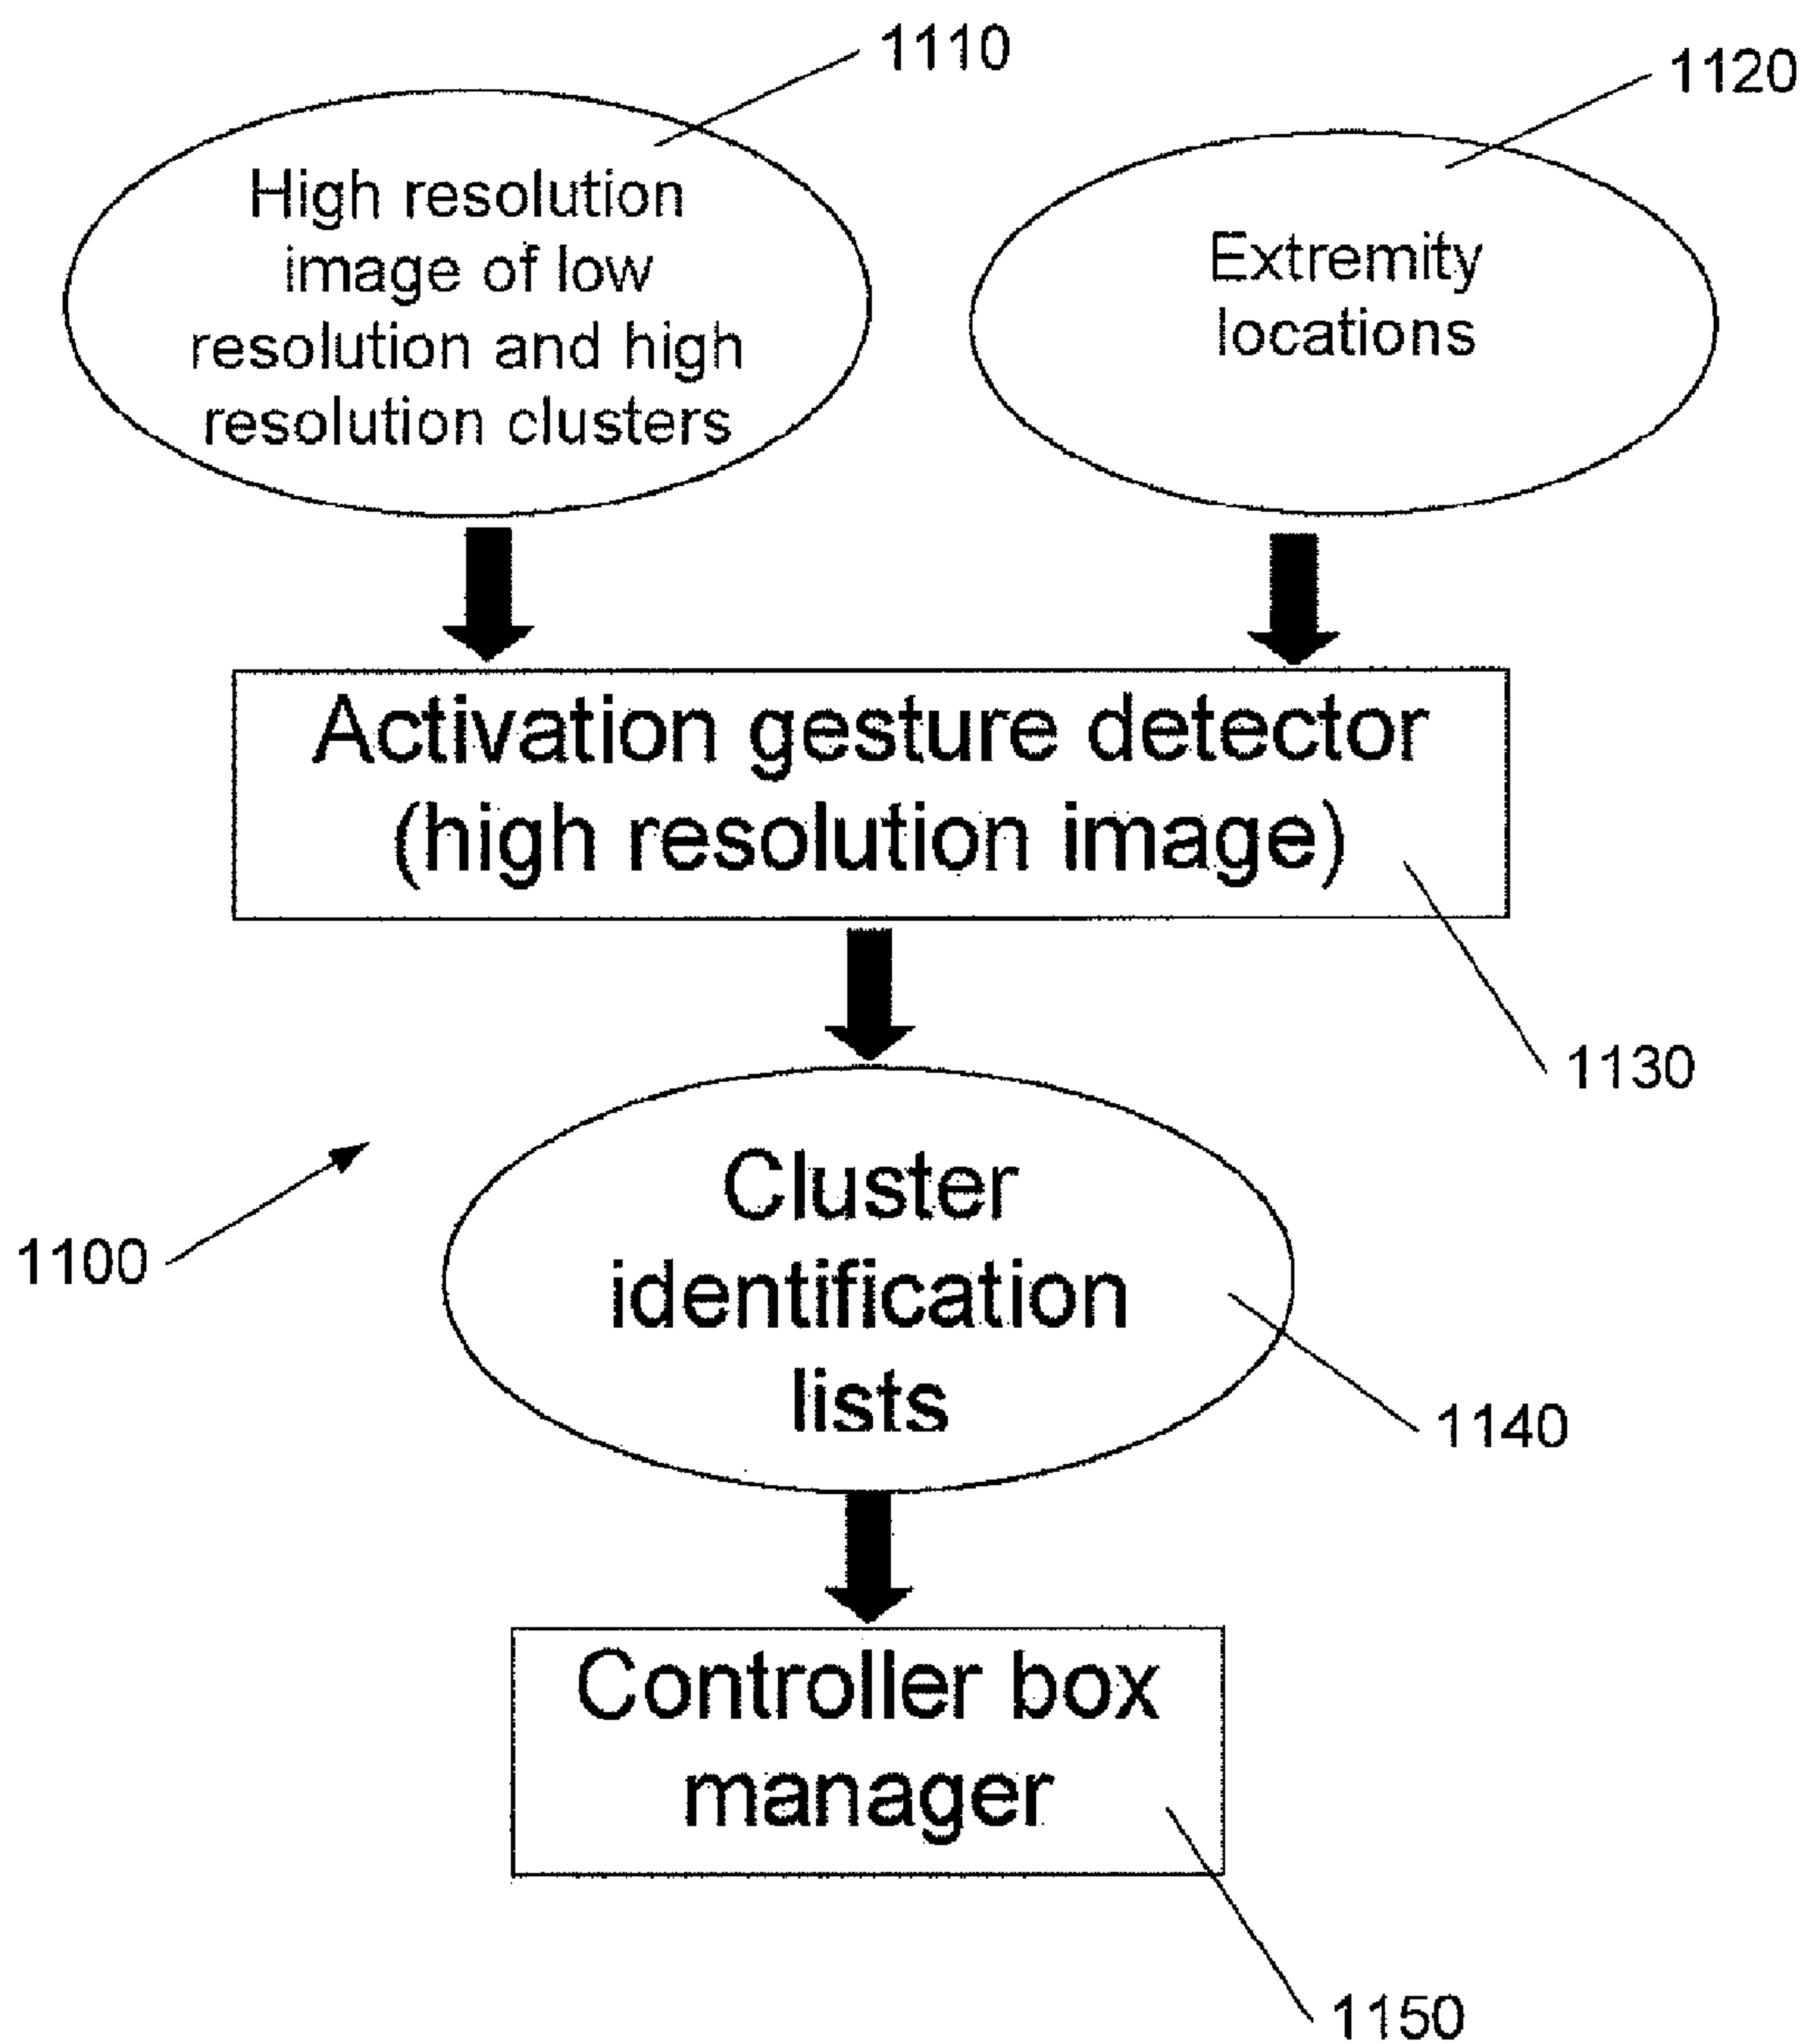 1110
1120
High resolution
image of low
resolution and high
resolution clusters
Extremity
locations
Activation gesture detector
(high resolution image)
1130
Cluster
identification
lists
1100
1140
Controller box
manager
1150